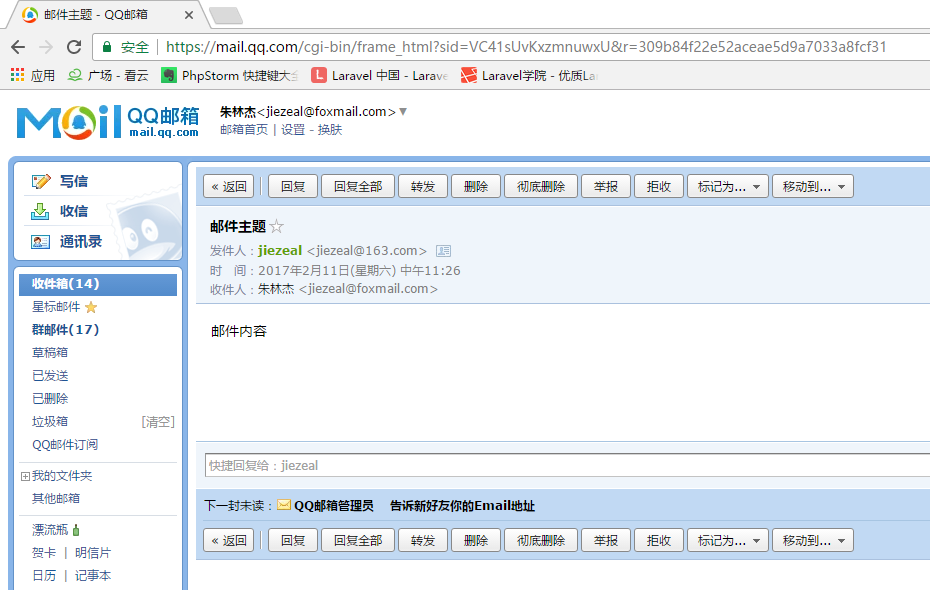 邮件主题 - QQ邮箱
安全 https://mail.qq.com/cgi-bin/frame_html?sid=VC41sUvKxzmnuwxU&r=309b84f22e52aceae5d9a7033a8fcf31
应用 广场 - 看云 PhpStorm 快捷键大全 L Laravel 中国 - Larave Laravel学院 - 优质La
Mail QQ邮箱 mail.qq.com
朱林杰<jiezeal@foxmail.com>
邮箱首页 | 设置 - 换肤
写信
收信
通讯录
收件箱(14)
星标邮件
群邮件(17)
草稿箱
已发送
已删除
垃圾箱 [清空]
QQ邮件订阅
我的文件夹
其他邮箱
漂流瓶
贺卡 | 明信片
日历 | 记事本
« 返回 回复 回复全部 转发 删除 彻底删除 举报 拒收 标记为... 移动到...
邮件主题
发件人：jiezeal <jiezeal@163.com>
时 间：2017年2月11日(星期六) 中午11:26
收件人：朱林杰 <jiezeal@foxmail.com>
邮件内容
快捷回复给：jiezeal
下一封未读： QQ邮箱管理员 告诉新好友你的Email地址
« 返回 回复 回复全部 转发 删除 彻底删除 举报 拒收 标记为... 移动到...